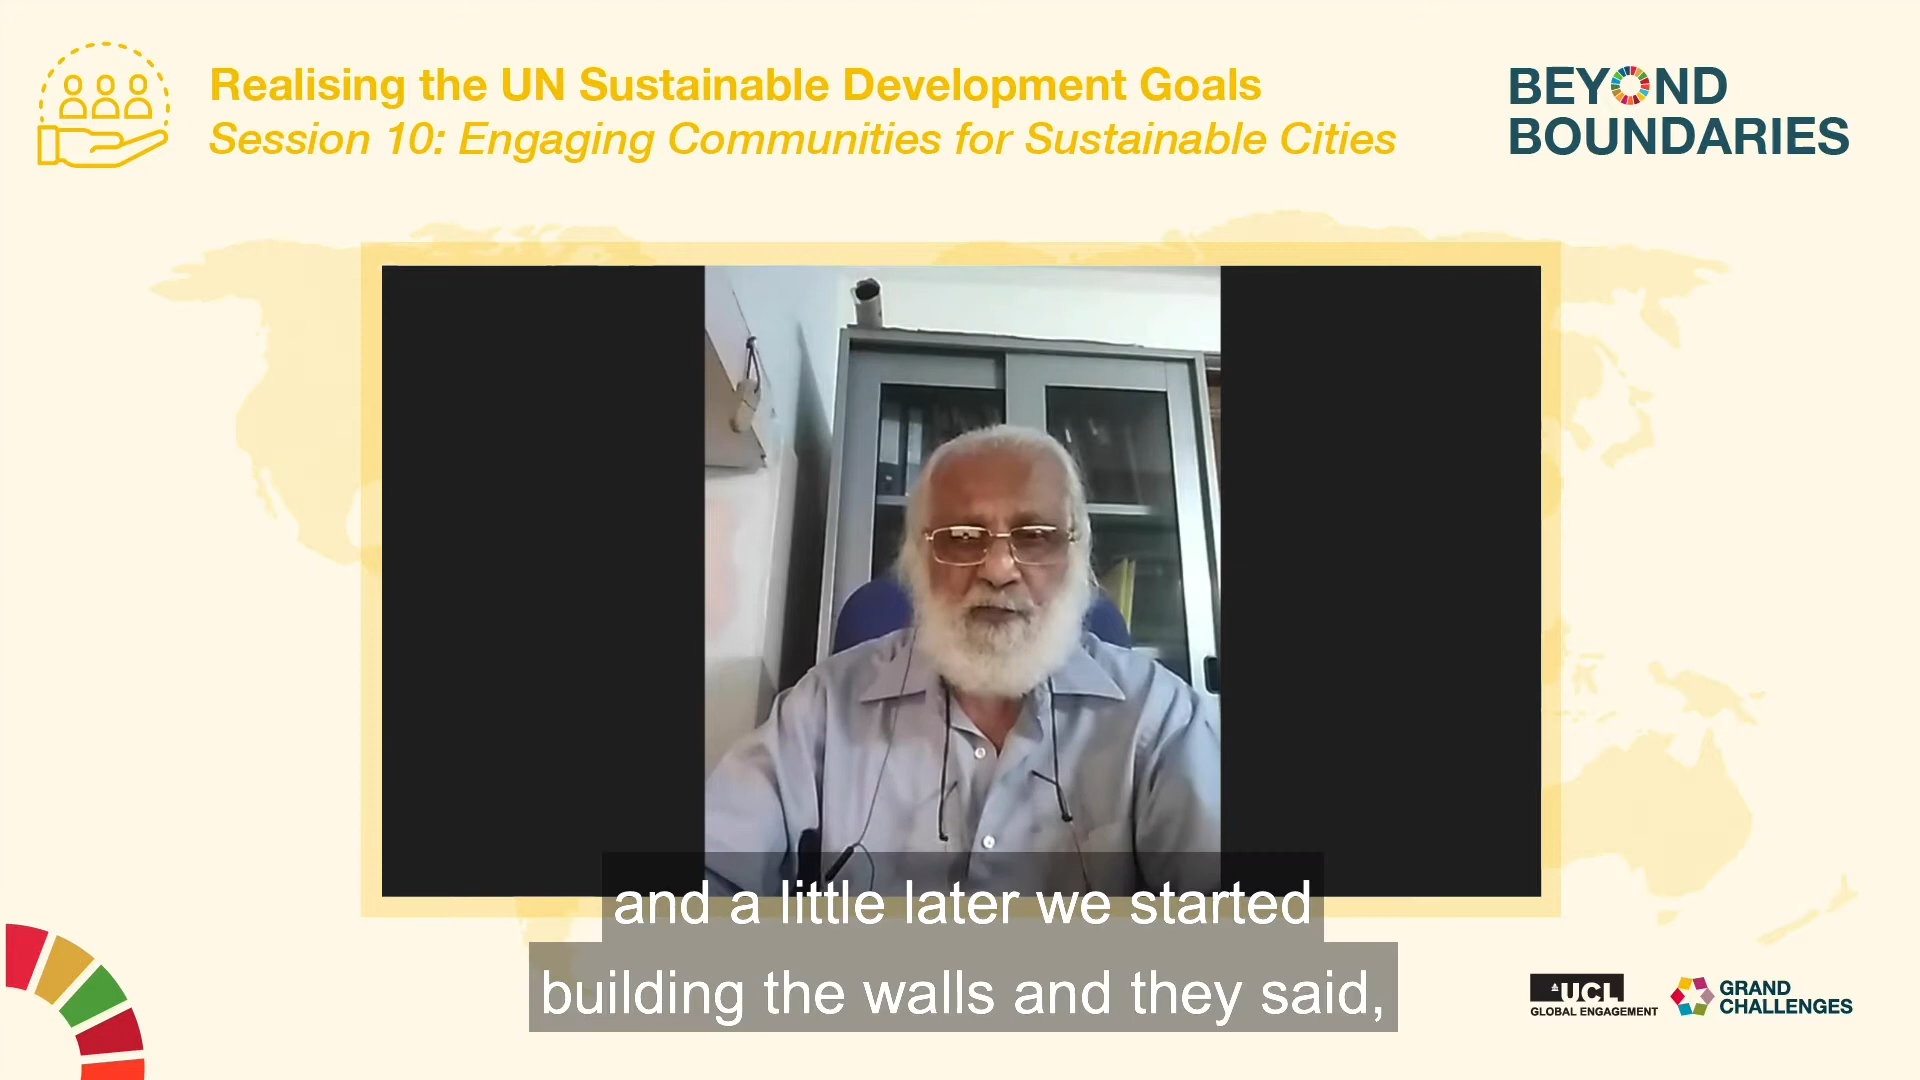 Realising the UN Sustainable Development Goals
Session 10: Engaging Communities for Sustainable Cities
BEYOND
BOUNDARIES
and a little later we started
building the walls and they said,
UCL
GLOBAL ENGAGEMENT
GRAND
CHALLENGES